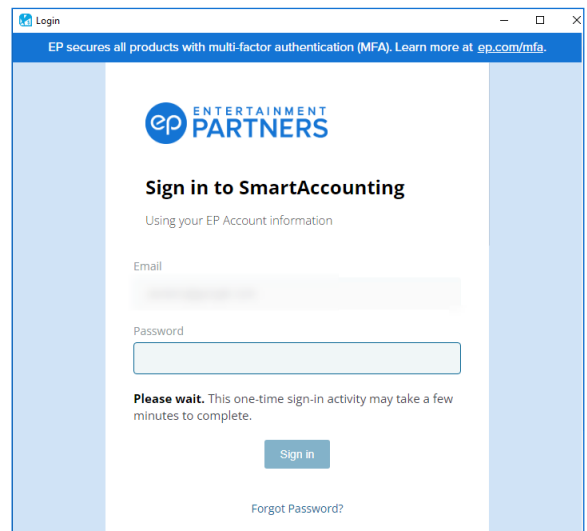 Login
EP secures all products with multi-factor authentication (MFA). Learn more at ep.com/mfa.
ep ENTERTAINMENT
PARTNERS
Sign in to SmartAccounting
Using your EP Account information
Email
Password
Please wait. This one-time sign-in activity may take a few
minutes to complete.
Sign in
Forgot Password?